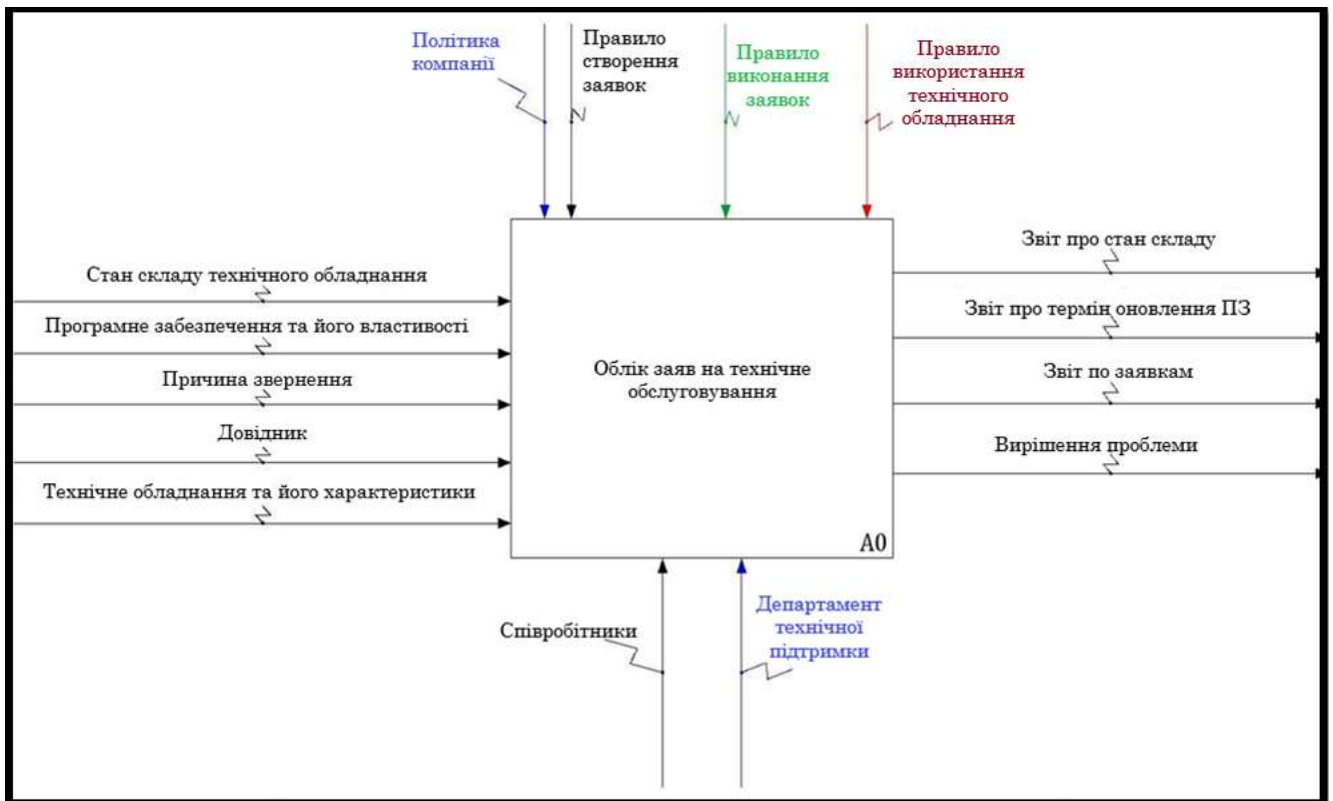 Політика
компанії
Правило
створення
заявок
Правило
виконання
заявок
Правило
використання
технічного
обладнання
Стан складу технічного обладнання
Програмне забезпечення та його властивості
Причина звернення
Довідник
Технічне обладнання та його характеристики
Облік заяв на технічне
обслуговування
A0
Звіт про стан складу
Звіт про термін оновлення ПЗ
Звіт по заявкам
Вирішення проблеми
Співробітники
Департамент
технічної
підтримки